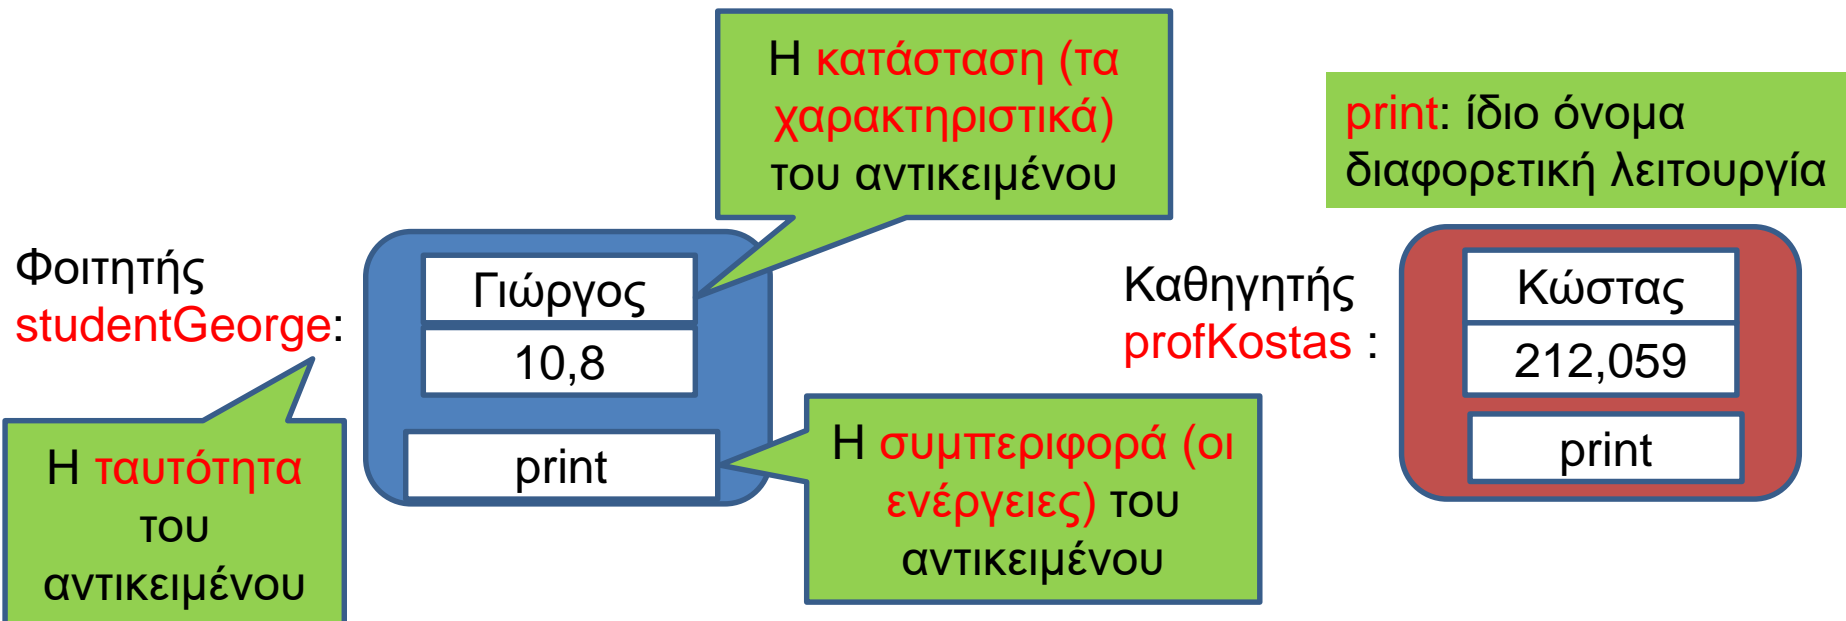 Η κατάσταση (τα
χαρακτηριστικά)
του αντικειμένου
print: ίδιο όνομα
διαφορετική λειτουργία
Φοιτητής
studentGeorge:
Γιώργος
10,8
print
Καθηγητής
profKostas :
Κώστας
212,059
print
Η ταυτότητα
του
αντικειμένου
Η συμπεριφορά (οι
ενέργειες) του
αντικειμένου